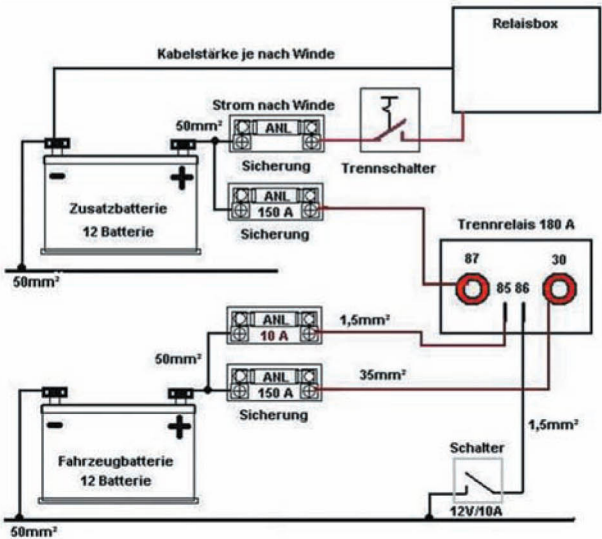 Relaisbox
Kabelstärke je nach Winde
Strom nach Winde
50mm²
ANL
Sicherung
Trennschalter
- +
Zusatzbatterie
12 Batterie
ANL
150 A
Sicherung
50mm²
Trennrelais 180 A
87
30
85 86
ANL
10 A
1,5mm²
50mm²
ANL
150 A
35mm²
Sicherung
- +
Fahrzeugbatterie
12 Batterie
1,5mm²
Schalter
12V/10A
50mm²